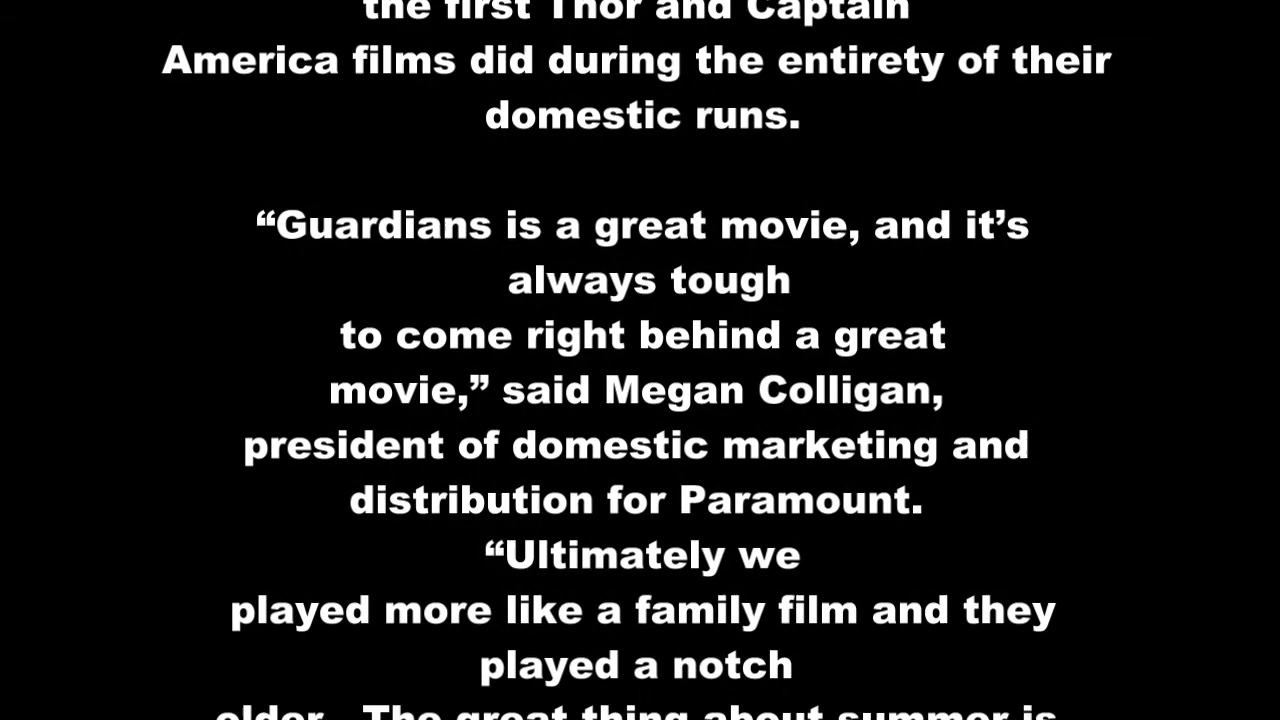 the first Thor and Captain
America films did during the entirety of their
domestic runs.
“Guardians is a great movie, and it’s
always tough
to come right behind a great
movie,” said Megan Colligan,
president of domestic marketing and
distribution for Paramount.
“Ultimately we
played more like a family film and they
played a notch
older. The great thing about summer is